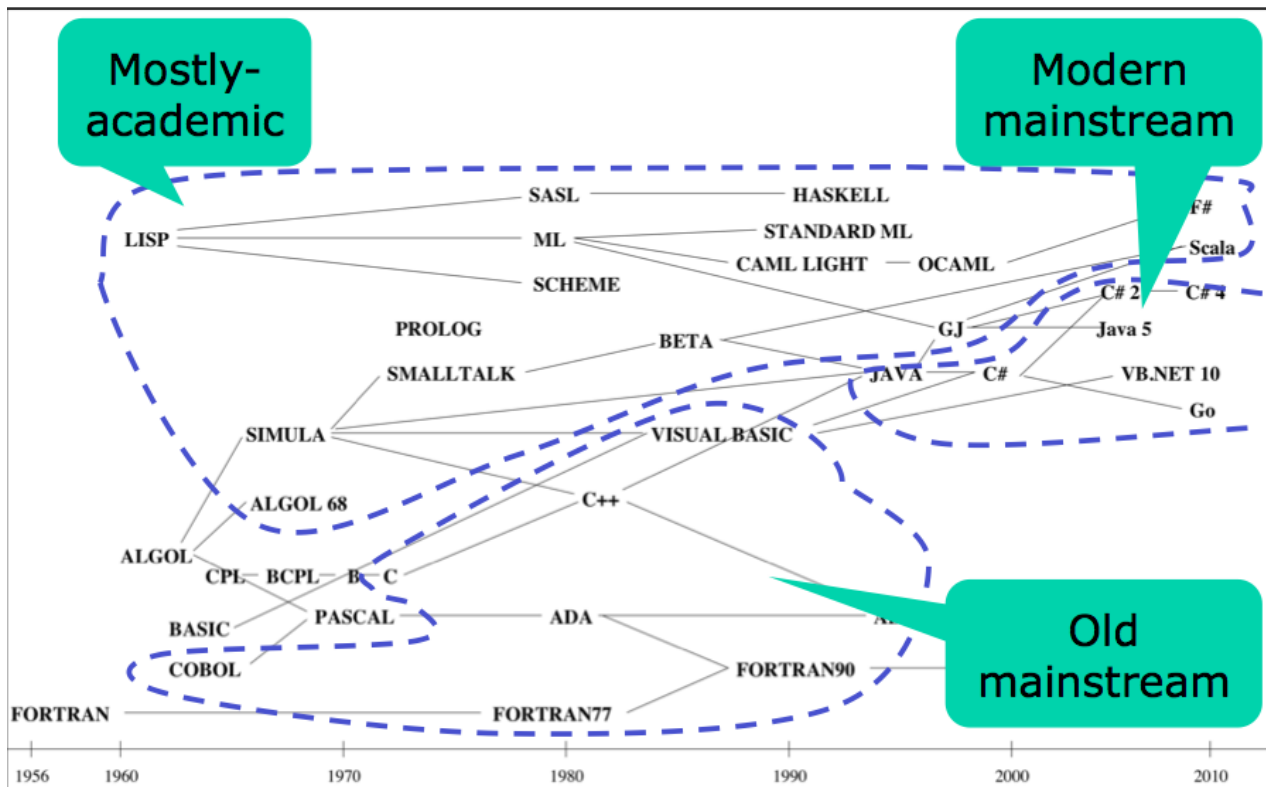 Mostly-
academic
Modern
mainstream
SASL
HASKELL
F#
LISP
ML
STANDARD ML
Scala
CAML LIGHT
OCAML
SCHEME
C# 2
C# 4
PROLOG
GJ
Java 5
BETA
SMALLTALK
JAVA
C#
VB.NET 10
Go
SIMULA
VISUAL BASIC
ALGOL 68
C++
ALGOL
CPL
BCPL
B
C
PASCAL
ADA
BASIC
COBOL
FORTRAN90
Old
mainstream
FORTRAN
FORTRAN77
1956
1960
1970
1980
1990
2000
2010